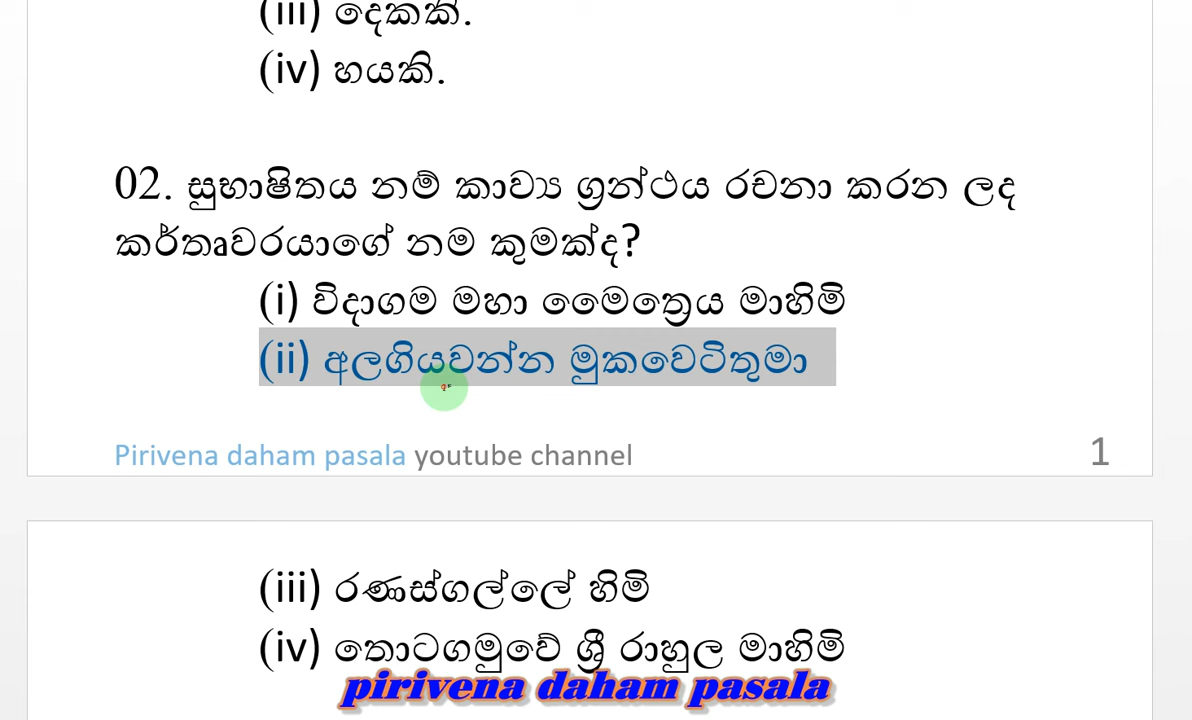 (iii) දෙකකි.
(iv) හයකි.
02. සුභාෂිතය නම් කාව්‍ය ග්‍රන්ථය රචනා කරන ලද
කර්තෘවරයාගේ නම කුමක්ද?
(i) විදාගම මහා මෛත්‍රෙය මාහිමි
(ii) අලගියවන්න මුකවෙටිතුමා
Pirivena daham pasala youtube channel 1
(iii) රණස්ගල්ලේ හිමි
(iv) තොටගමුවේ ශ්‍රී රාහුල මාහිමි
pirivena daham pasala